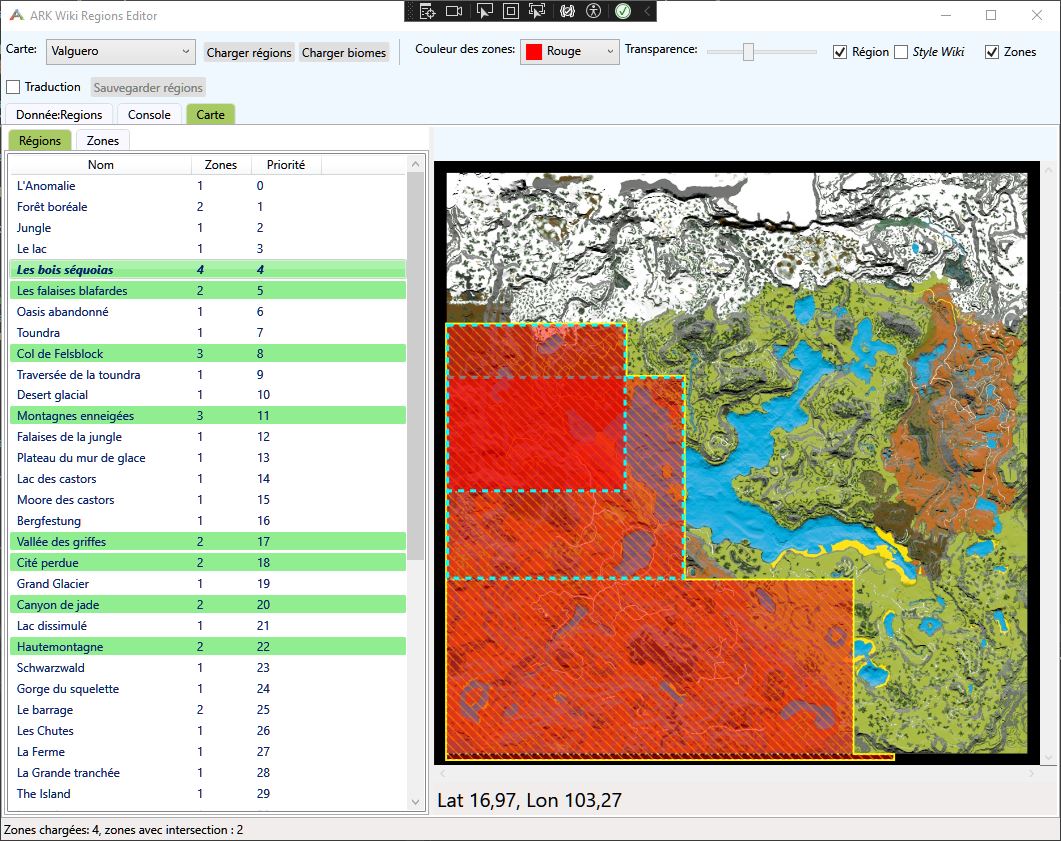 ARK Wiki Regions Editor
Carte: Valguero Charger régions Charger biomes Couleur des zones: Rouge Transparence: Région Style Wiki Zones
Traduction Sauvegarder régions
Donnée:Regions Console Carte
Régions Zones
Nom Zones Priorité
L'Anomalie 1 0
Forêt boréale 2 1
Jungle 1 2
Le lac 1 3
Les bois séquoias 4 4
Les falaises blafardes 2 5
Oasis abandonné 1 6
Toundra 1 7
Col de Felsblock 3 8
Traversée de la toundra 1 9
Desert glacial 1 10
Montagnes enneigées 3 11
Falaises de la jungle 1 12
Plateau du mur de glace 1 13
Lac des castors 1 14
Moore des castors 1 15
Bergfestung 1 16
Vallée des griffes 2 17
Cité perdue 2 18
Grand Glacier 1 19
Canyon de jade 2 20
Lac dissimulé 1 21
Hautemontagne 2 22
Schwarzwald 1 23
Gorge du squelette 1 24
Le barrage 2 25
Les Chutes 1 26
La Ferme 1 27
La Grande tranchée 1 28
The Island 1 29
Lat 16,97, Lon 103,27
Zones chargées: 4, zones avec intersection : 2